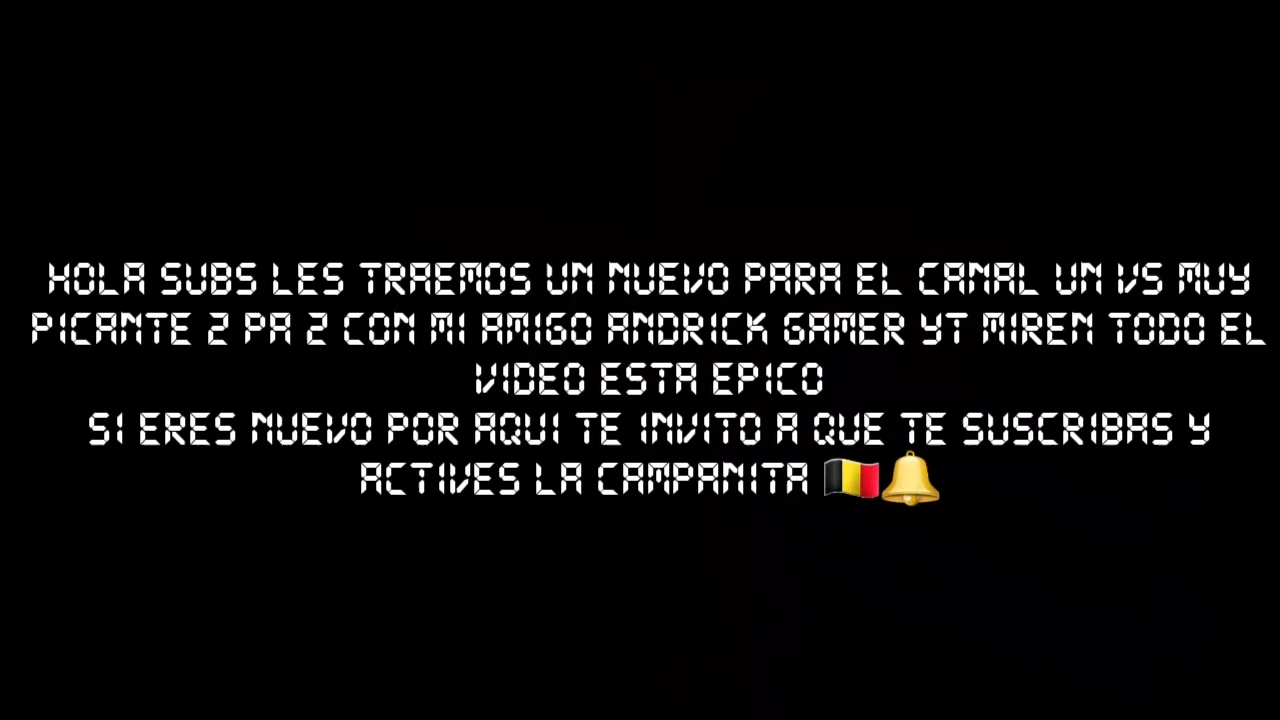 HOLA SUBS LES TRAEMOS UN NUEVO PARA EL CANAL UN VS MUY
PICANTE 2 PA 2 CON MI AMIGO ANDRICK GAMER YT MIREN TODO EL
VIDEO ESTA EPICO
SI ERES NUEVO POR AQUI TE INVITO A QUE TE SUSCRIBAS Y
ACTIVES LA CAMPANITA 🇧🇪🔔